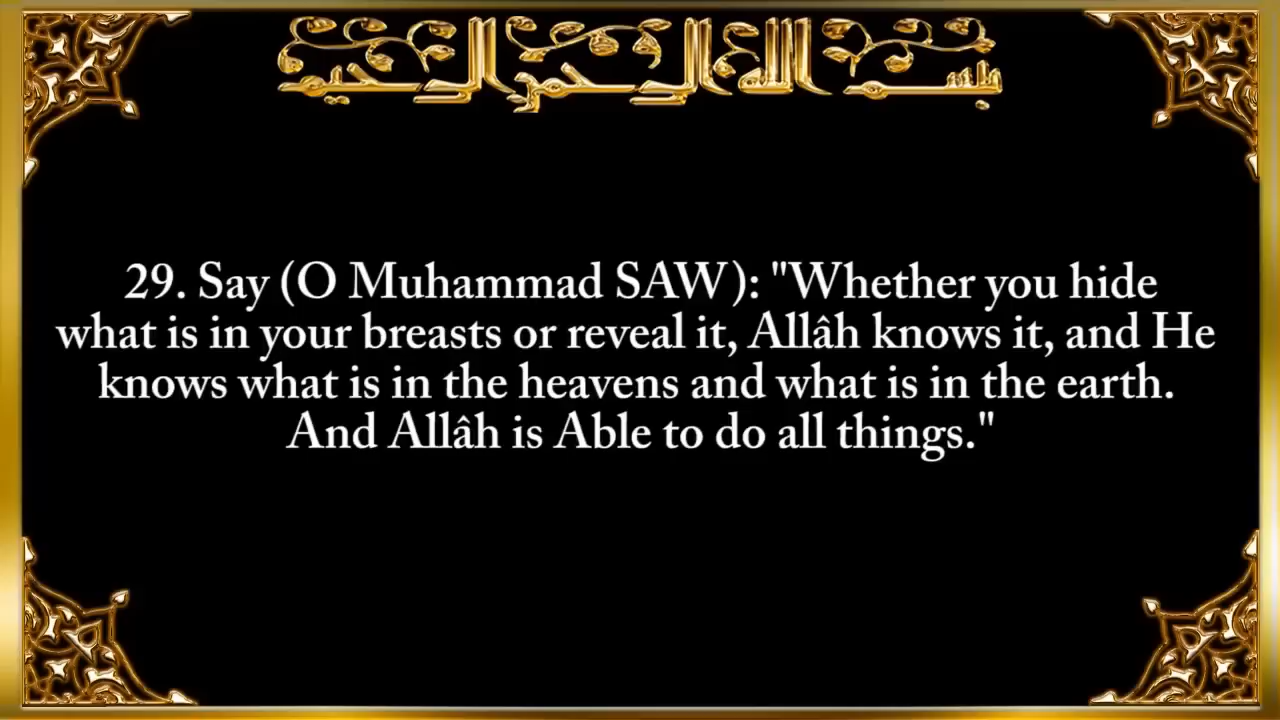 بسم الله الرحمن الرحيم
29. Say (O Muhammad SAW): "Whether you hide
what is in your breasts or reveal it, Allâh knows it, and He
knows what is in the heavens and what is in the earth.
And Allâh is Able to do all things."